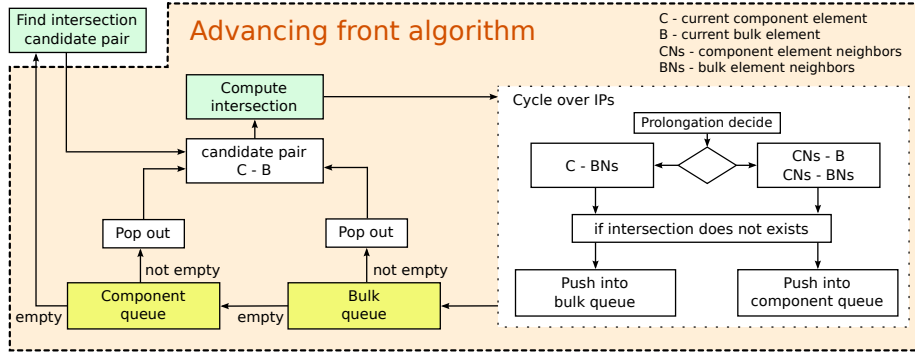 Find intersection
candidate pair
Advancing front algorithm
C - current component element
B - current bulk element
CNs - component element neighbors
BNs - bulk element neighbors
Compute
intersection
Cycle over IPs
Prolongation decide
candidate pair
C - B
C - BNs
CNs - B
CNs - BNs
Pop out
Pop out
if intersection does not exists
not empty
not empty
Component
queue
Bulk
queue
Push into
bulk queue
Push into
component queue
empty
empty